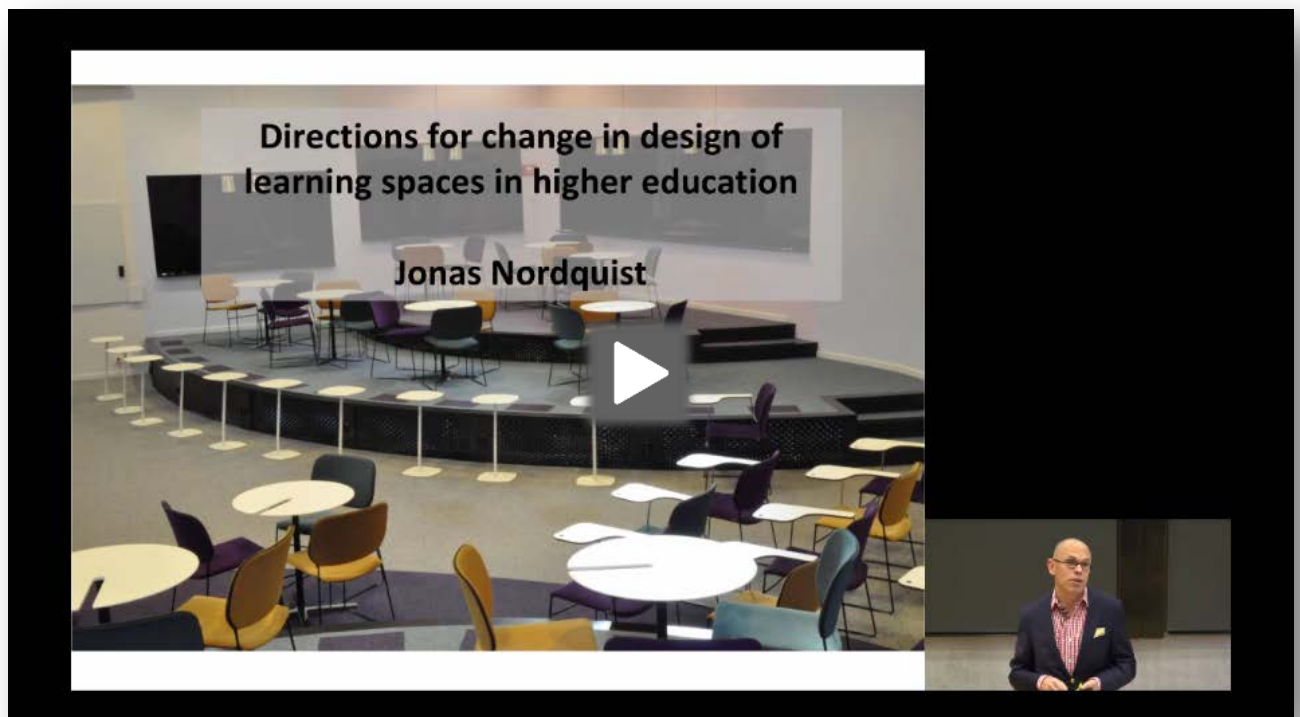 Directions for change in design of
learning spaces in higher education
Jonas Nordquist